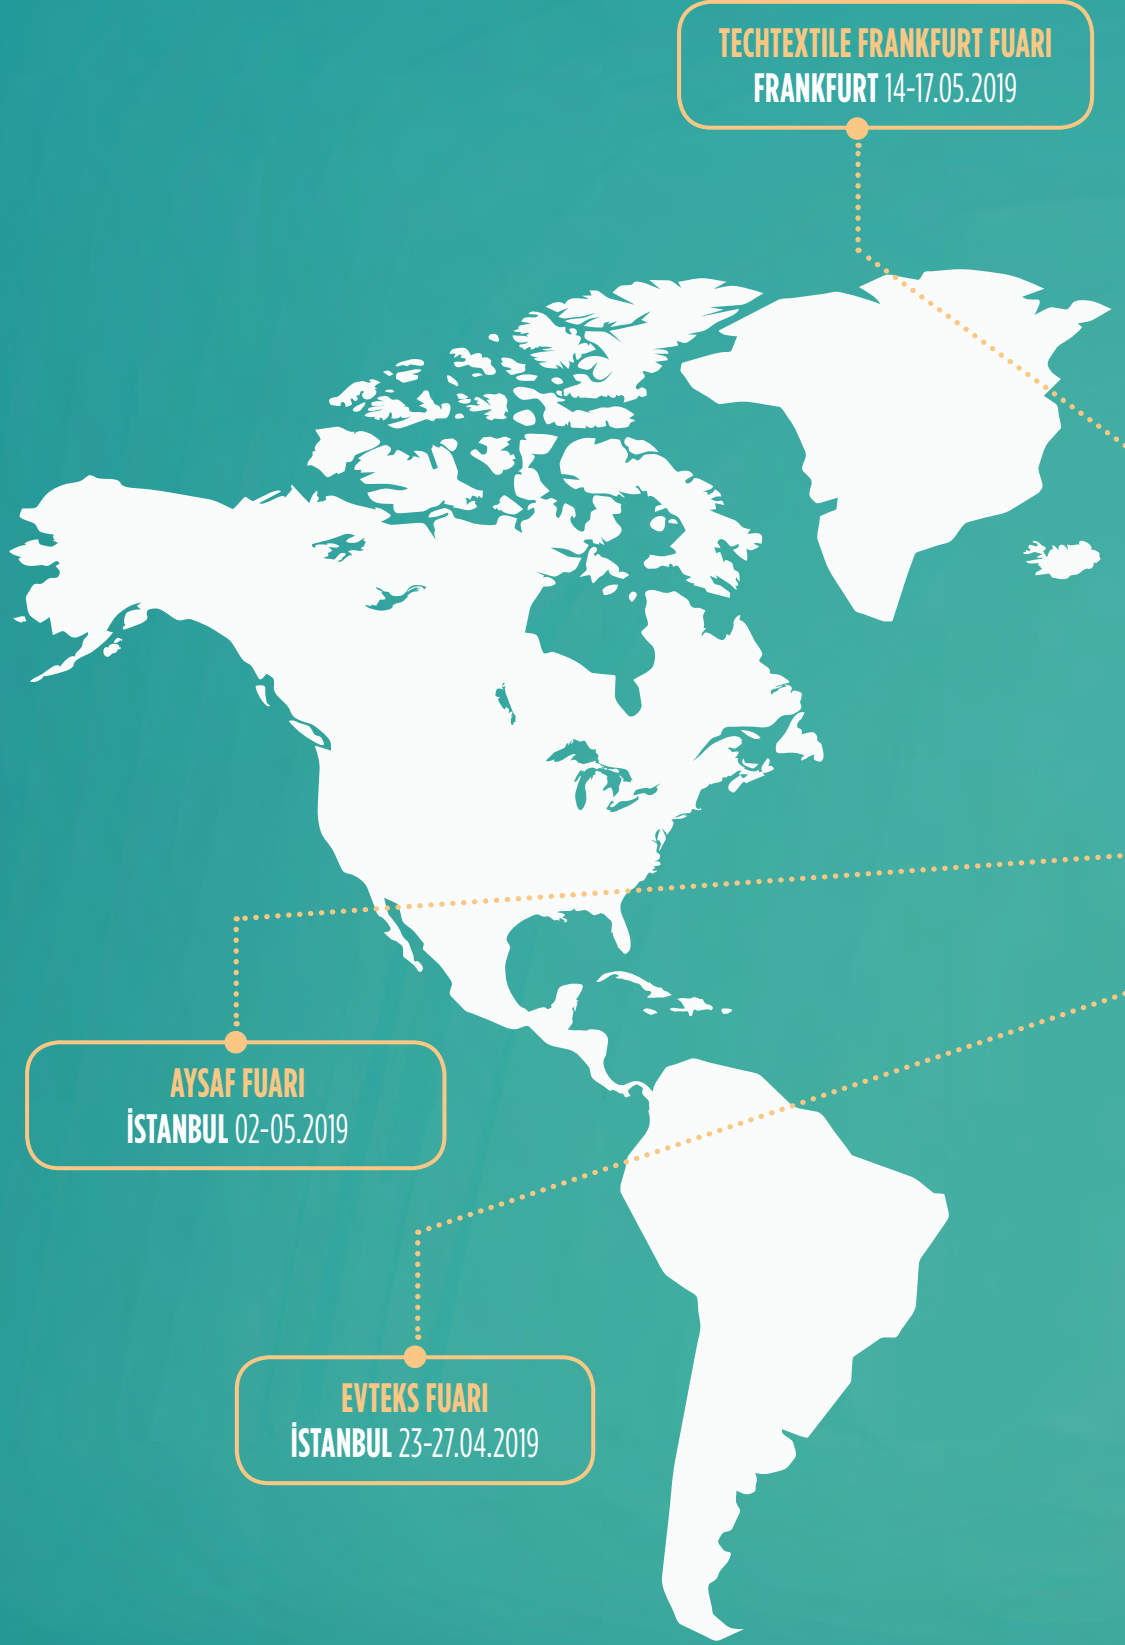 TECHTEXTILE FRANKFURT FUARI
FRANKFURT 14-17.05.2019
AYSAF FUARI
İSTANBUL 02-05.2019
EVTEKS FUARI
İSTANBUL 23-27.04.2019